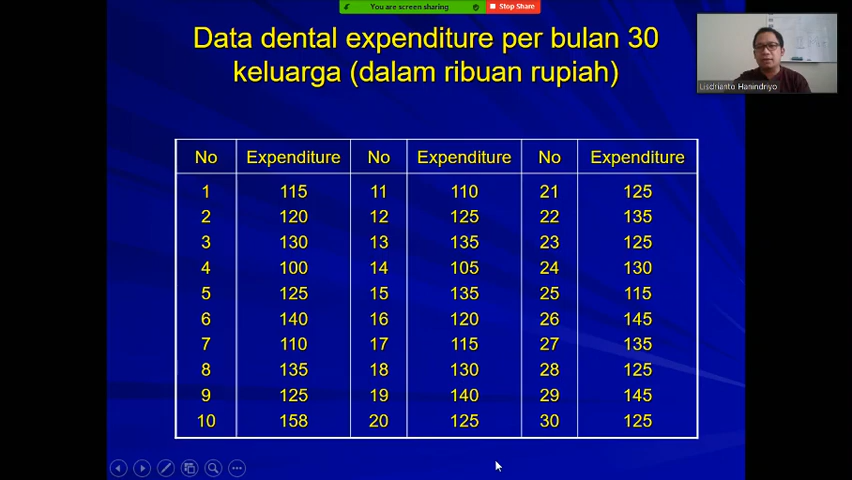 You are screen sharing
Stop Share
Data dental expenditure per bulan 30
keluarga (dalam ribuan rupiah)
Lisdrianto Hanindriyo
No Expenditure No Expenditure No Expenditure
1 115 11 110 21 125
2 120 12 125 22 135
3 130 13 135 23 125
4 100 14 105 24 130
5 125 15 135 25 115
6 140 16 120 26 145
7 110 17 115 27 135
8 135 18 130 28 125
9 125 19 140 29 145
10 158 20 125 30 125